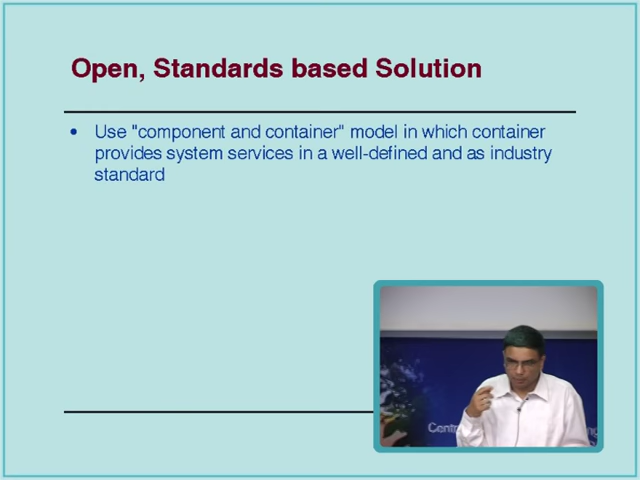 Open, Standards based Solution
• Use "component and container" model in which container
provides system services in a well-defined and as industry
standard